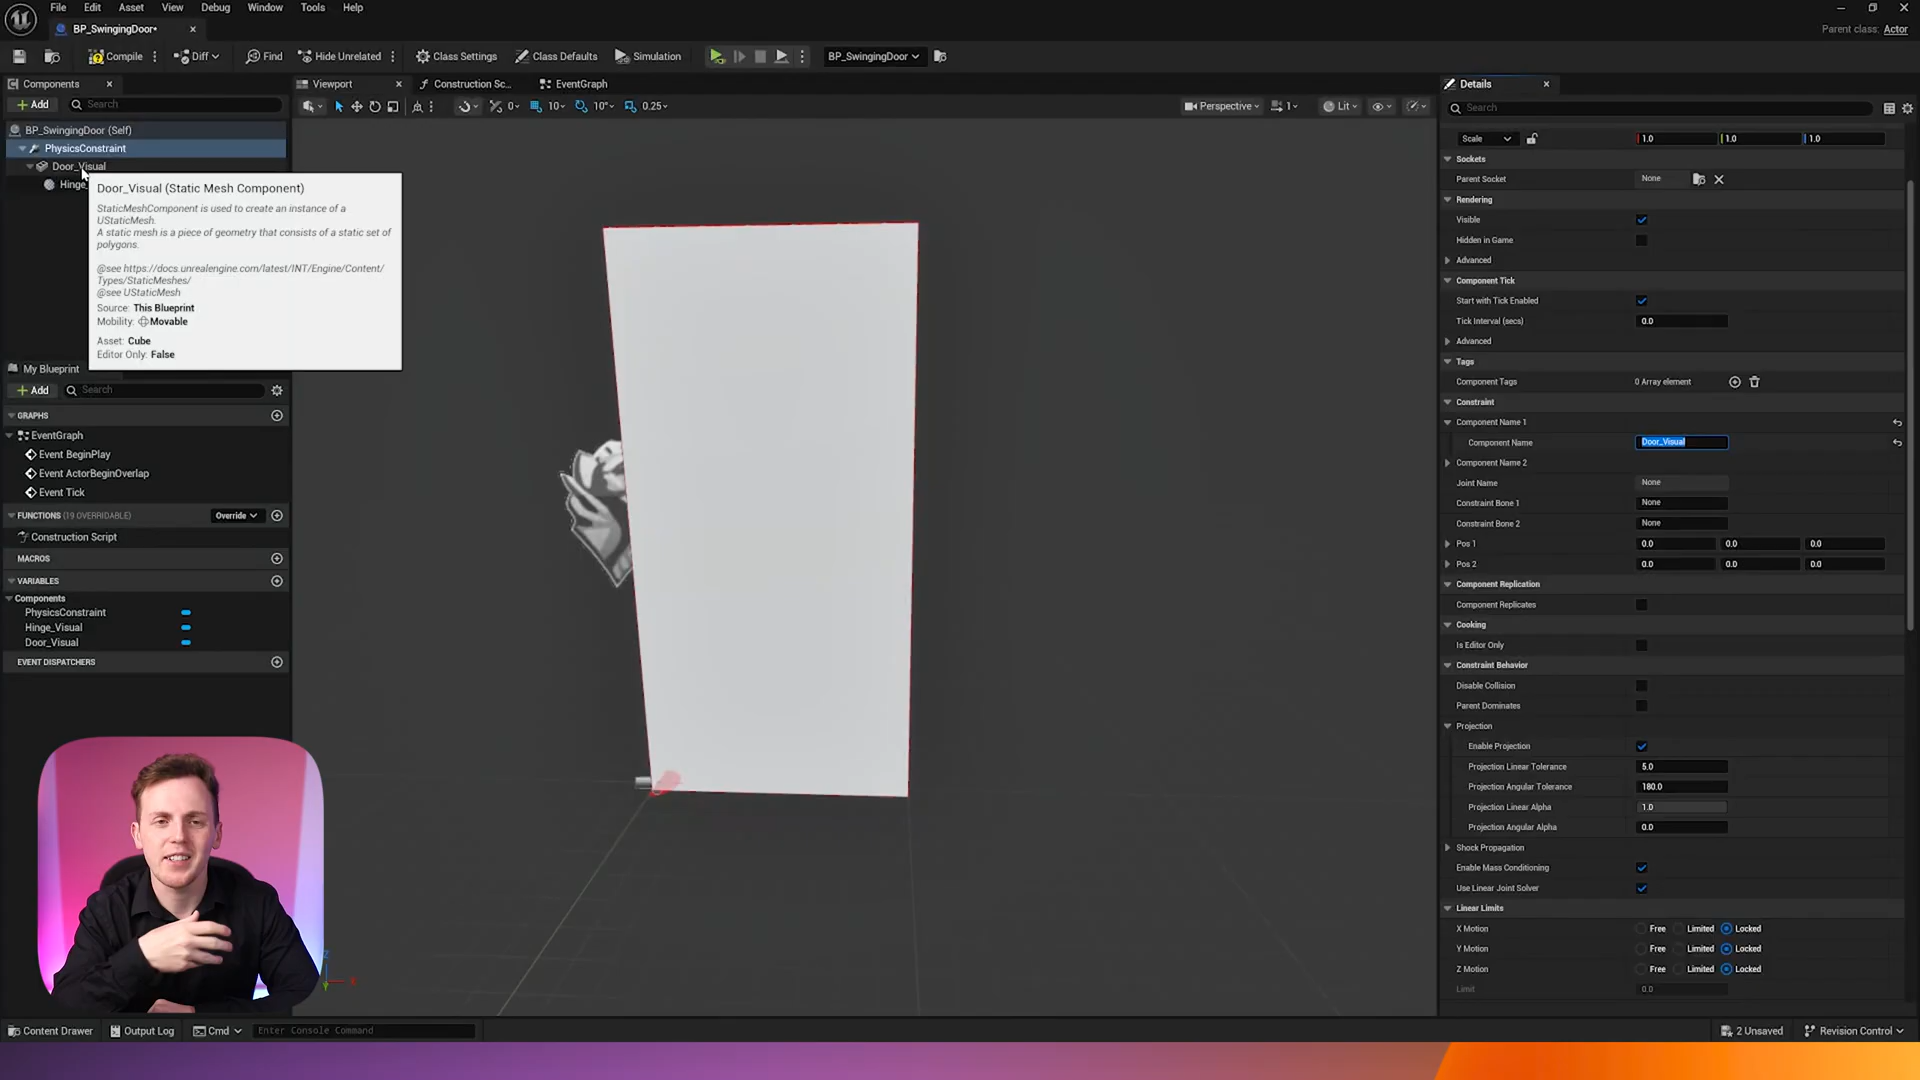 File Edit Asset View Debug Window Tools Help
BP_SwingingDoor*
Parent class: Actor
Compile Diff Find Hide Unrelated Class Settings Class Defaults Simulation BP_SwingingDoor
Components
Add Search
BP_SwingingDoor (Self)
PhysicsConstraint
Door_Visual
Hinge_
Door_Visual (Static Mesh Component)
StaticMeshComponent is used to create an instance of a
UStaticMesh.
A static mesh is a piece of geometry that consists of a static set of
polygons.
@see https://docs.unrealengine.com/latest/INT/Engine/Content/
Types/StaticMeshes/
@see UStaticMesh
Source: This Blueprint
Mobility: Movable
Asset: Cube
Editor Only: False
My Blueprint
Add Search
GRAPHS
EventGraph
Event BeginPlay
Event ActorBeginOverlap
Event Tick
FUNCTIONS (19 OVERRIDABLE) Override
Construction Script
MACROS
VARIABLES
Components
PhysicsConstraint
Hinge_Visual
Door_Visual
EVENT DISPATCHERS
Viewport Construction Sc... EventGraph
0 10 10° 0.25 Perspective 1 Lit
Details
Search
Scale 1.0 1.0 1.0
Sockets
Parent Socket None
Rendering
Visible
Hidden in Game
Advanced
Component Tick
Start with Tick Enabled
Tick Interval (secs) 0.0
Advanced
Tags
Component Tags 0 Array element
Constraint
Component Name 1
Component Name Door_Visual
Component Name 2
Joint Name None
Constraint Bone 1 None
Constraint Bone 2 None
Pos 1 0.0 0.0 0.0
Pos 2 0.0 0.0 0.0
Component Replication
Component Replicates
Cooking
Is Editor Only
Constraint Behavior
Disable Collision
Parent Dominates
Projection
Enable Projection
Projection Linear Tolerance 5.0
Projection Angular Tolerance 180.0
Projection Linear Alpha 1.0
Projection Angular Alpha 0.0
Shock Propagation
Enable Mass Conditioning
Use Linear Joint Solver
Linear Limits
X Motion Free Limited Locked
Y Motion Free Limited Locked
Z Motion Free Limited Locked
Limit 0.0
Content Drawer Output Log Cmd Enter Console Command 2 Unsaved Revision Control